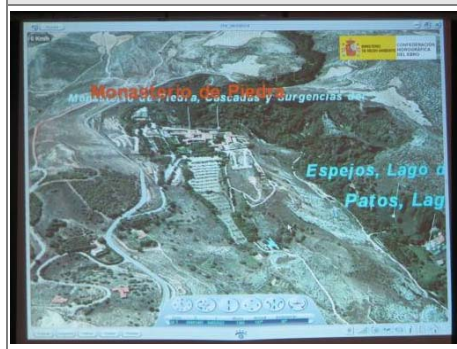 MINISTERIO
DE MEDIO AMBIENTE
CONFEDERACIÓN
HIDROGRÁFICA
DEL EBRO
Monasterio de Piedra
Monasterio de Piedra, Cascadas y Surgencias de
Espejos, Lago d
Patos, Lag